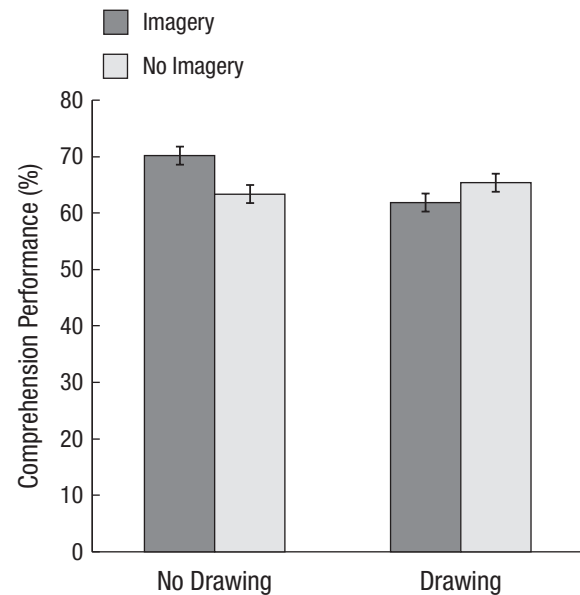 Imagery
No Imagery
80
70
60
50
40
30
20
10
0
Comprehension Performance (%)
No Drawing
Drawing